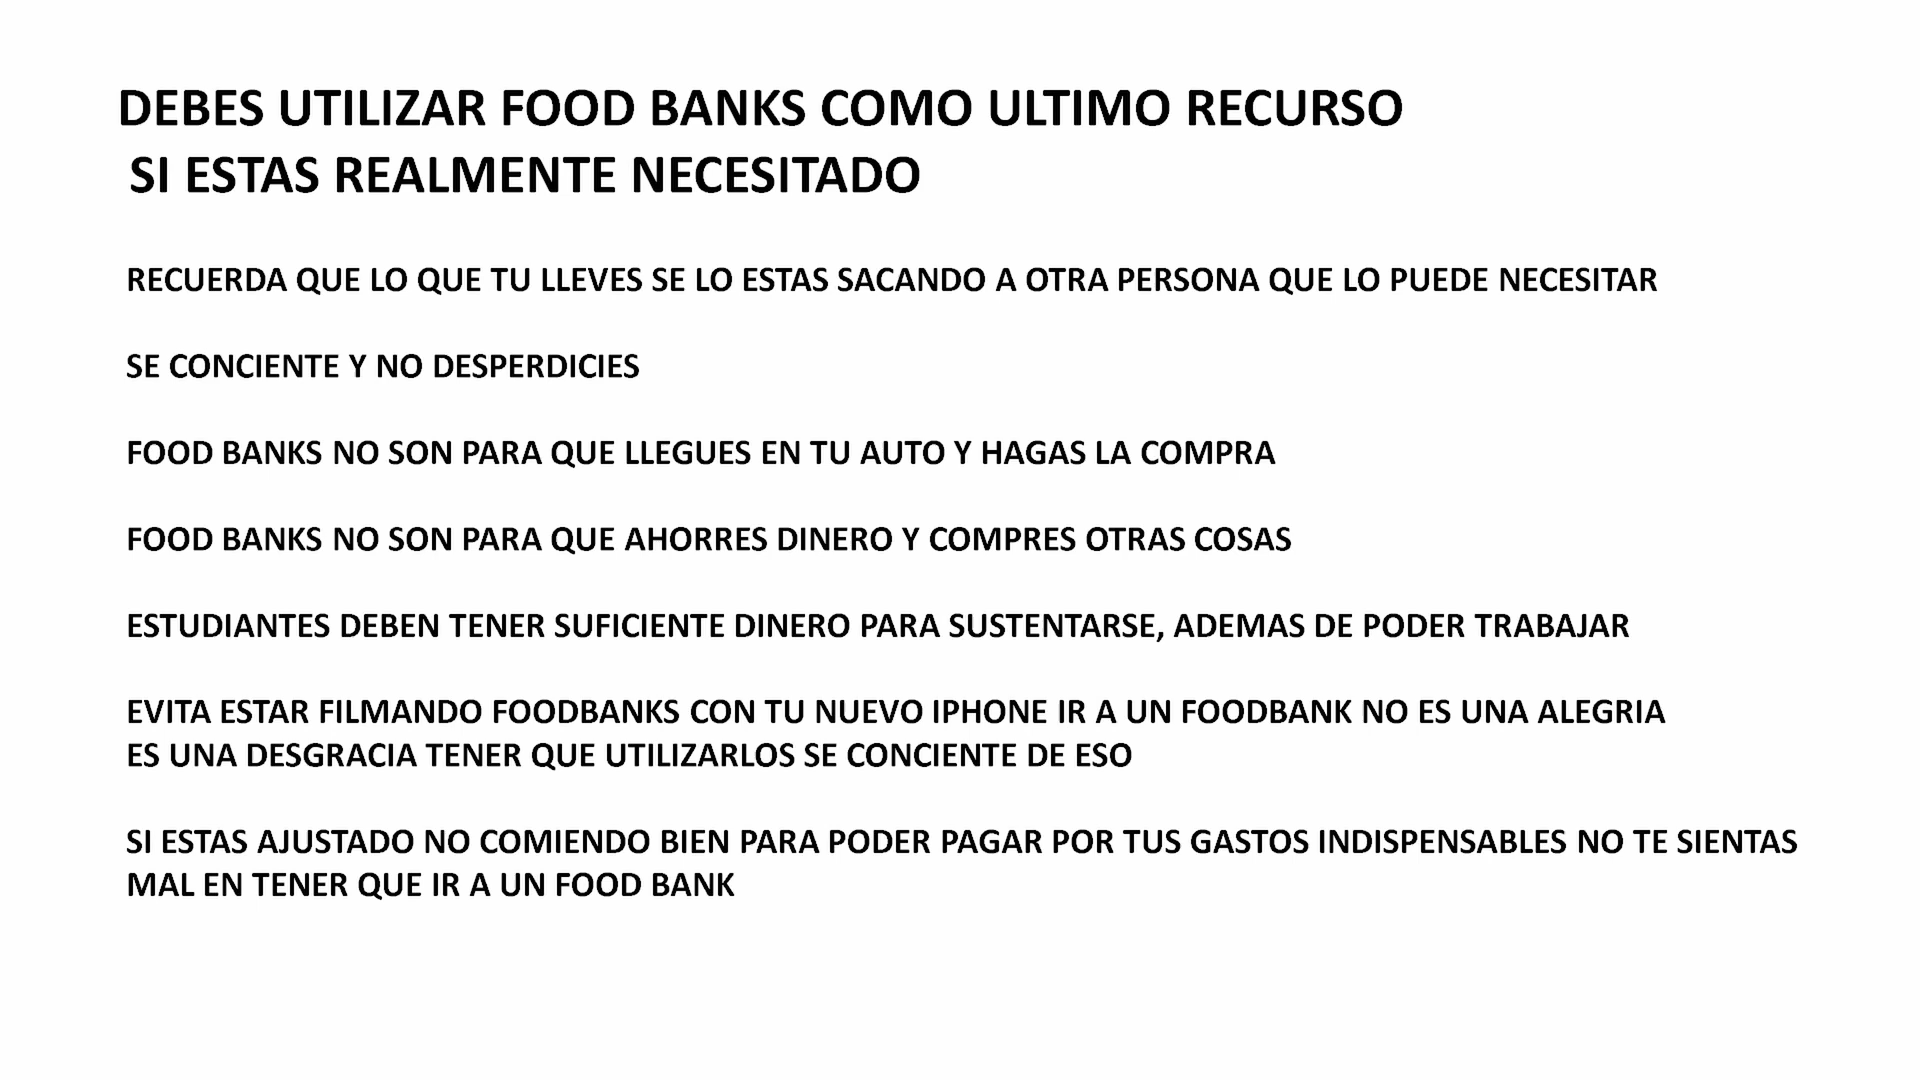 DEBES UTILIZAR FOOD BANKS COMO ULTIMO RECURSO
SI ESTAS REALMENTE NECESITADO
RECUERDA QUE LO QUE TU LLEVES SE LO ESTAS SACANDO A OTRA PERSONA QUE LO PUEDE NECESITAR
SE CONCIENTE Y NO DESPERDICIES
FOOD BANKS NO SON PARA QUE LLEGUES EN TU AUTO Y HAGAS LA COMPRA
FOOD BANKS NO SON PARA QUE AHORRES DINERO Y COMPRES OTRAS COSAS
ESTUDIANTES DEBEN TENER SUFICIENTE DINERO PARA SUSTENTARSE, ADEMAS DE PODER TRABAJAR
EVITA ESTAR FILMANDO FOODBANKS CON TU NUEVO IPHONE IR A UN FOODBANK NO ES UNA ALEGRIA
ES UNA DESGRACIA TENER QUE UTILIZARLOS SE CONCIENTE DE ESO
SI ESTAS AJUSTADO NO COMIENDO BIEN PARA PODER PAGAR POR TUS GASTOS INDISPENSABLES NO TE SIENTAS
MAL EN TENER QUE IR A UN FOOD BANK